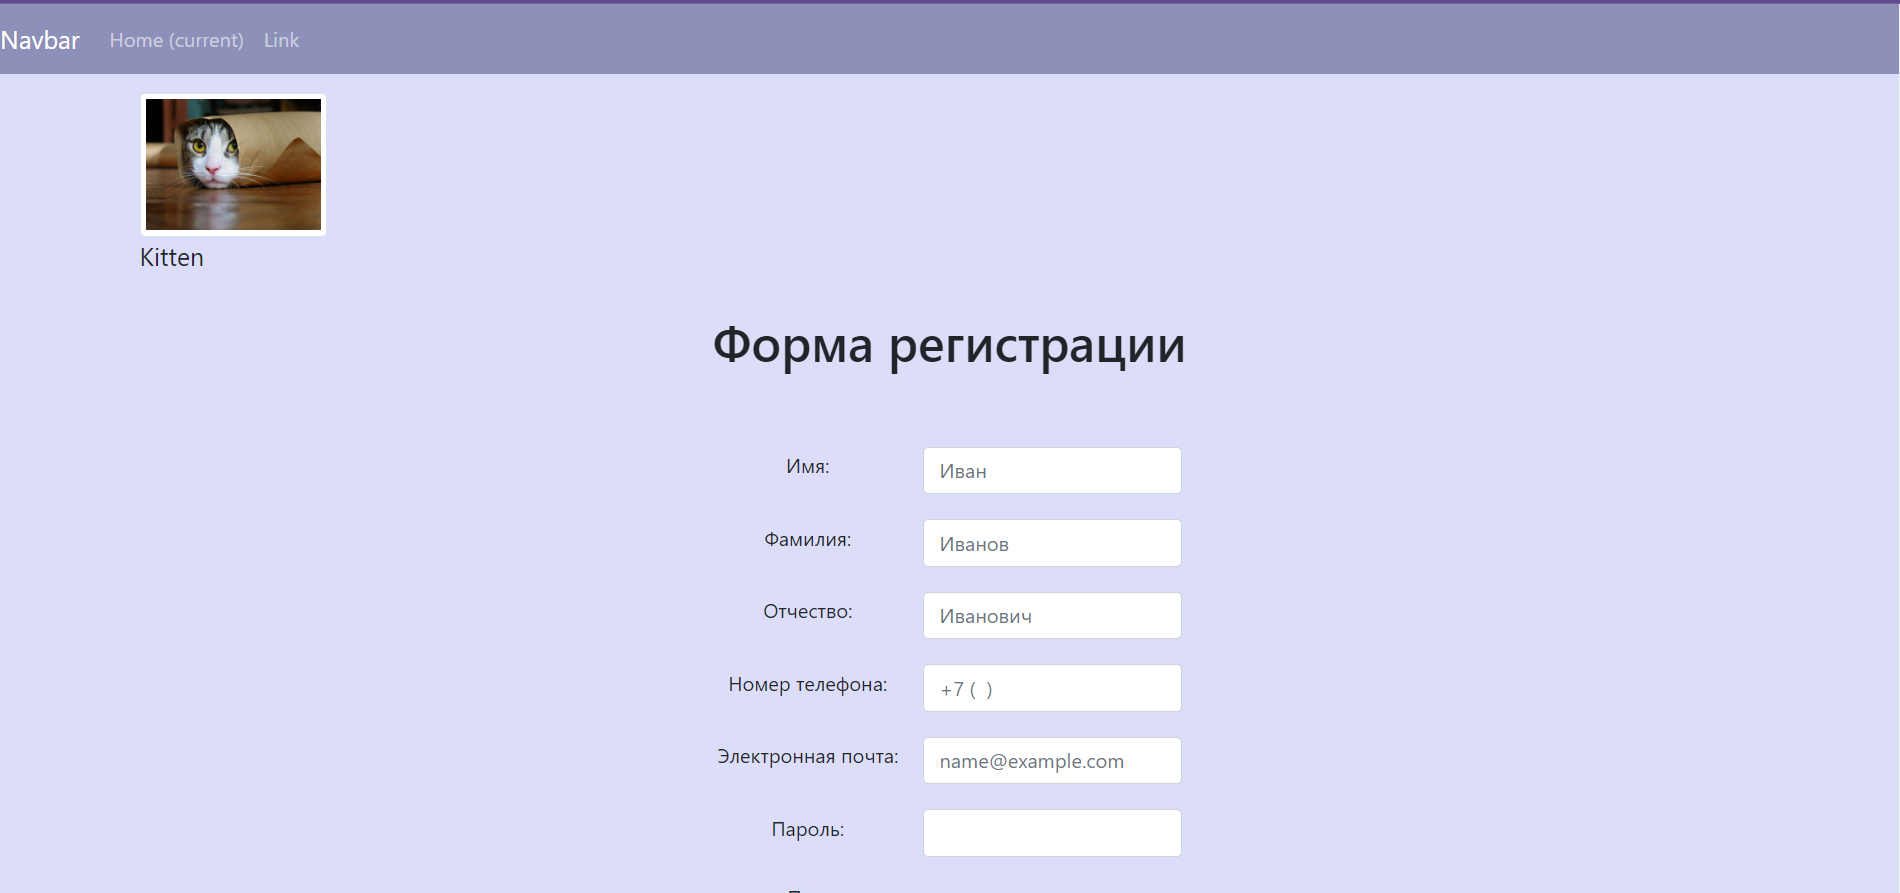 Navbar Home (current) Link
Kitten
Форма регистрации
Имя: Иван
Фамилия: Иванов
Отчество: Иванович
Номер телефона: +7 (  )
Электронная почта: name@example.com
Пароль: